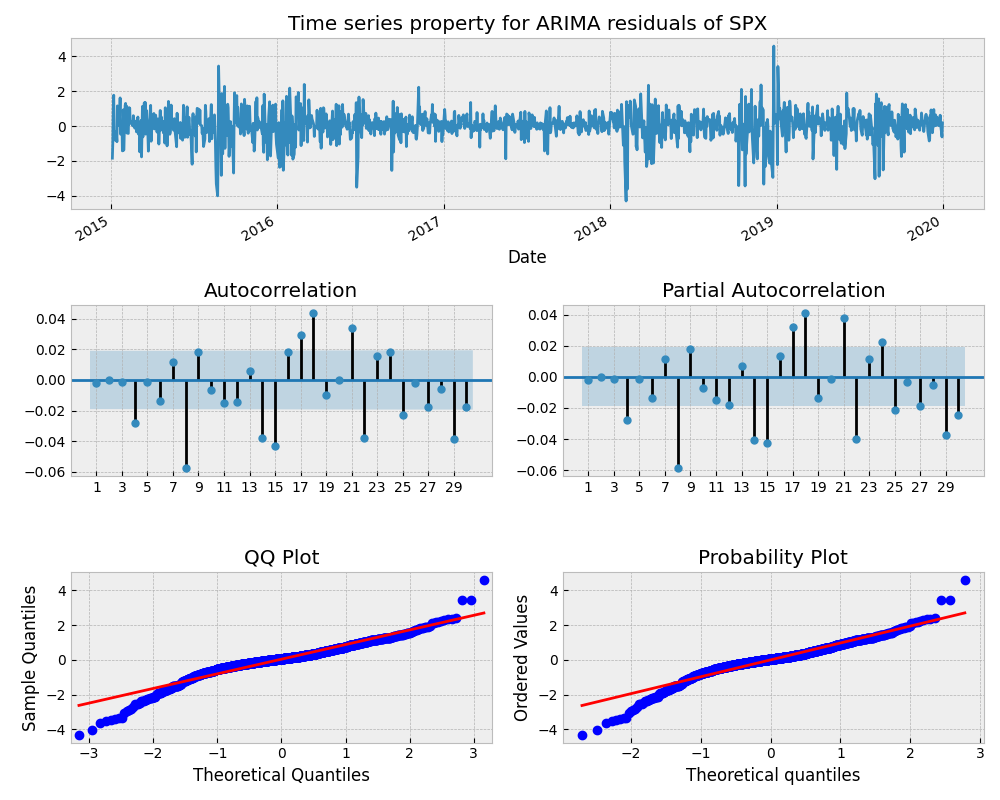 Time series property for ARIMA residuals of SPX
4
2
0
−2
−4
2015 2016 2017 2018 2019 2020
Date
Autocorrelation
0.04
0.02
0.00
−0.02
−0.04
−0.06
1 3 5 7 9 11 13 15 17 19 21 23 25 27 29
Partial Autocorrelation
0.04
0.02
0.00
−0.02
−0.04
−0.06
1 3 5 7 9 11 13 15 17 19 21 23 25 27 29
QQ Plot
Sample Quantiles
4
2
0
−2
−4
−3 −2 −1 0 1 2 3
Theoretical Quantiles
Probability Plot
Ordered Values
4
2
0
−2
−4
−2 −1 0 1 2 3
Theoretical quantiles